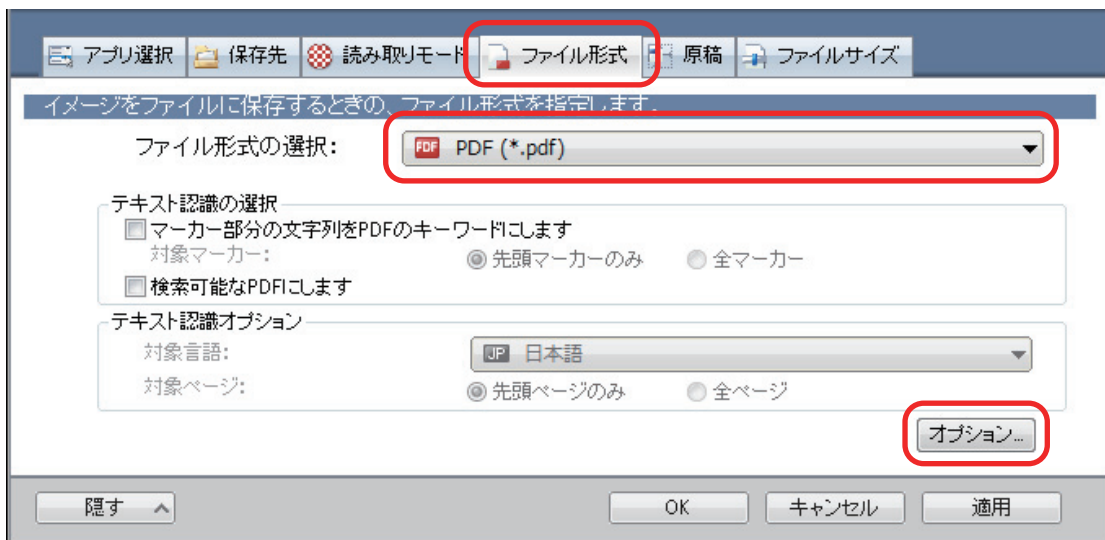 アプリ選択 保存先 読み取りモード ファイル形式 原稿 ファイルサイズ
イメージをファイルに保存するときの、ファイル形式を指定します。
ファイル形式の選択: PDF PDF (*.pdf)
テキスト認識の選択
マーカー部分の文字列をPDFのキーワードにします
対象マーカー: 先頭マーカーのみ 全マーカー
検索可能なPDFにします
テキスト認識オプション
対象言語: JP 日本語
対象ページ: 先頭ページのみ 全ページ
オプション...
隠す OK キャンセル 適用